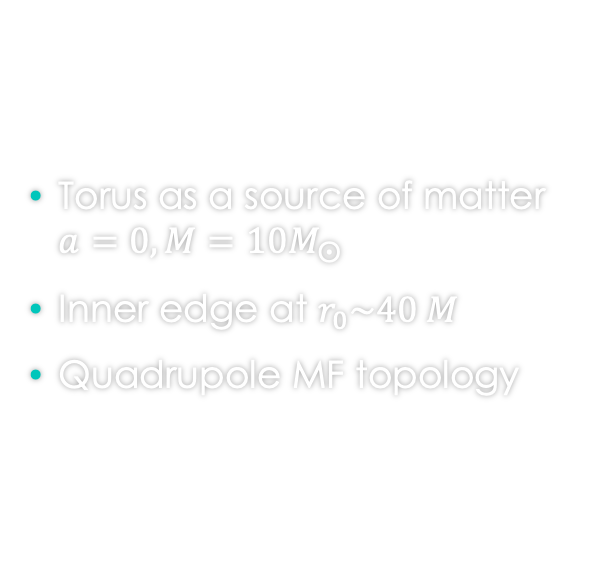 • Torus as a source of matter
a = 0, M = 10M☉
• Inner edge at r₀~40 M
• Quadrupole MF topology